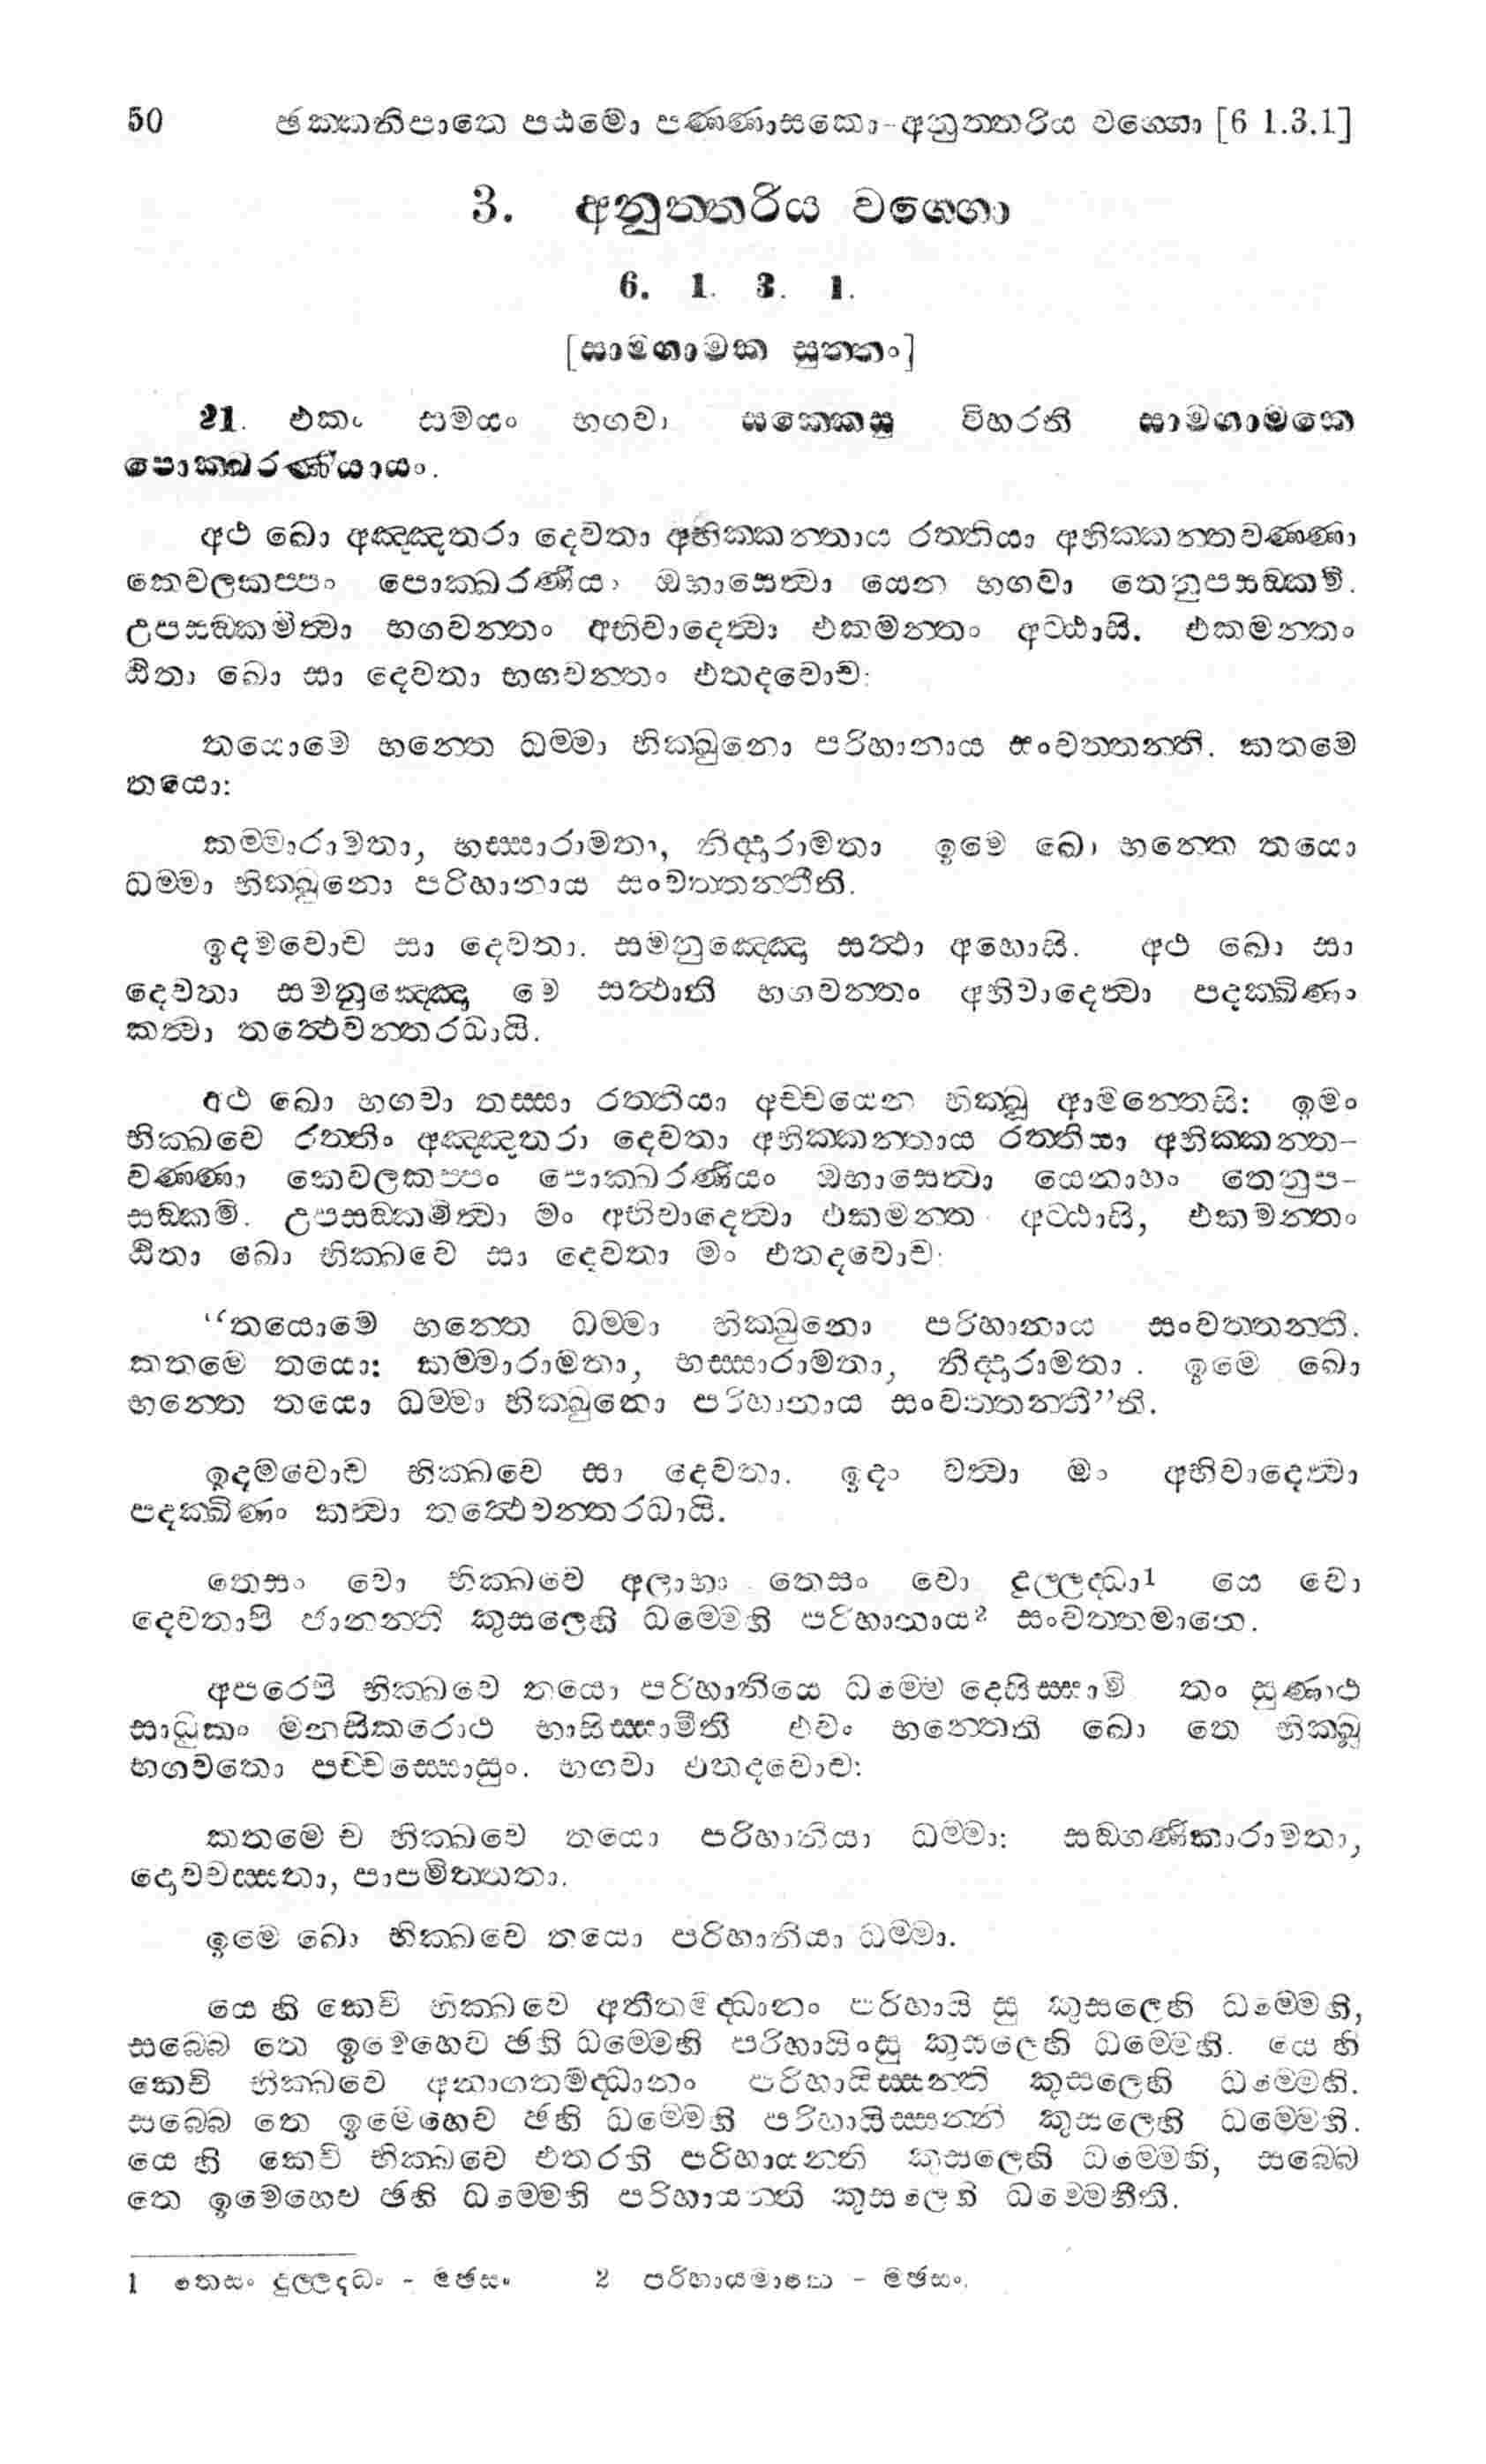 50 ඡක්කනිපාතෙ පඨමො පණ්ණාසකො-අනුත්තරිය වග්ගො [6 1.3.1]
3. අනුත්තරිය වග්ගො
6. 1. 3. 1.
[සාමගාමක සුත්තං]
21. එකං සමයං භගවා සක්කෙසු විහරති සාමගාමකෙ
පොක්ඛරණියායං.
අථ ඛො අඤ්ඤතරා දෙවතා අභික්කන්තාය රත්තියා අභික්කන්තවණ්ණා
කෙවලකප්පං පොක්ඛරණියං ඔභාසෙත්වා යෙන භගවා තෙනුපසඞ්කමි.
උපසඞ්කමිත්වා භගවන්තං අභිවාදෙත්වා එකමන්තං අට්ඨාසි. එකමන්තං
ඨිතා ඛො සා දෙවතා භගවන්තං එතදවොච:
තයොමෙ භන්තෙ ධම්මා භික්ඛුනො පරිහානාය සංවත්තන්ති. කතමෙ
තයො:
කම්මාරාමතා, භස්සාරාමතා, නිද්දාරාමතා ඉමෙ ඛො භන්තෙ තයො
ධම්මා භික්ඛුනො පරිහානාය සංවත්තන්තීති.
ඉදමවොච සා දෙවතා. සමනුඤ්ඤො සත්ථා අහොසි. අථ ඛො සා
දෙවතා සමනුඤ්ඤො මෙ සත්ථාති භගවන්තං අභිවාදෙත්වා පදක්ඛිණං
කත්වා තත්ථෙවන්තරධායි.
අථ ඛො භගවා තස්සා රත්තියා අච්චයෙන භික්ඛූ ආමන්තෙසි: ඉමං
භික්ඛවෙ රත්තිං අඤ්ඤතරා දෙවතා අභික්කන්තාය රත්තියා අභික්කන්ත-
වණ්ණා කෙවලකප්පං පොක්ඛරණියං ඔභාසෙත්වා යෙනාහං තෙනුප-
සඞ්කමි. උපසඞ්කමිත්වා මං අභිවාදෙත්වා එකමන්තං අට්ඨාසි, එකමන්තං
ඨිතා ඛො භික්ඛවෙ සා දෙවතා මං එතදවොච:
“තයොමෙ භන්තෙ ධම්මා භික්ඛුනො පරිහානාය සංවත්තන්ති.
කතමෙ තයො: කම්මාරාමතා, භස්සාරාමතා, නිද්දාරාමතා. ඉමෙ ඛො
භන්තෙ තයො ධම්මා භික්ඛුනො පරිහානාය සංවත්තන්තී”ති.
ඉදමවොච භික්ඛවෙ සා දෙවතා. ඉදං වත්වා මං අභිවාදෙත්වා
පදක්ඛිණං කත්වා තත්ථෙවන්තරධායි.
තෙසං වො භික්ඛවෙ අලාභා තෙසං වො දුල්ලද්ධා1 යෙ වො
දෙවතාපි ජානන්ති කුසලෙහි ධම්මෙහි පරිහානාය2 සංවත්තමානෙ.
අපරෙපි භික්ඛවෙ තයො පරිහානියෙ ධම්මෙ දෙසිස්සාමි තං සුණාථ
සාධුකං මනසිකරොථ භාසිස්සාමීති එවං භන්තෙති ඛො තෙ භික්ඛූ
භගවතො පච්චස්සොසුං. භගවා එතදවොච:
කතමෙ ච භික්ඛවෙ තයො පරිහානියා ධම්මා: සඞ්ගණිකාරාමතා,
දොවචස්සතා, පාපමිත්තතා.
ඉමෙ ඛො භික්ඛවෙ තයො පරිහානියා ධම්මා.
යෙ හි කෙචි භික්ඛවෙ අතීතමද්ධානං පරිහායිංසු කුසලෙහි ධම්මෙහි,
සබ්බෙ තෙ ඉමෙහෙව ඡහි ධම්මෙහි පරිහායිංසු කුසලෙහි ධම්මෙහි. යෙ හි
කෙචි භික්ඛවෙ අනාගතමද්ධානං පරිහායිස්සන්ති කුසලෙහි ධම්මෙහි.
සබ්බෙ තෙ ඉමෙහෙව ඡහි ධම්මෙහි පරිහායිස්සන්ති කුසලෙහි ධම්මෙහි.
යෙ හි කෙචි භික්ඛවෙ එතරහි පරිහායන්ති කුසලෙහි ධම්මෙහි, සබ්බෙ
තෙ ඉමෙහෙව ඡහි ධම්මෙහි පරිහායන්ති කුසලෙහි ධම්මෙහීති.
1 තෙසං දුල්ලද්ධං - මඡසං 2 පරිහායමානෙ - මඡසං.